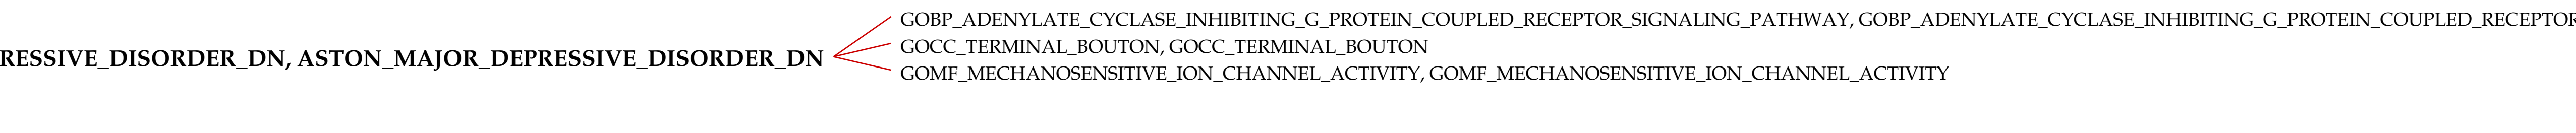 GOBP_ADENYLATE_CYCLASE_INHIBITING_G_PROTEIN_COUPLED_RECEPTOR_SIGNALING_PATHWAY, GOBP_ADENYLATE_CYCLASE_INHIBITING_G_PROTEIN_COUPLED_RECEPTOR
GOCC_TERMINAL_BOUTON, GOCC_TERMINAL_BOUTON
RESSIVE_DISORDER_DN, ASTON_MAJOR_DEPRESSIVE_DISORDER_DN
GOMF_MECHANOSENSITIVE_ION_CHANNEL_ACTIVITY, GOMF_MECHANOSENSITIVE_ION_CHANNEL_ACTIVITY